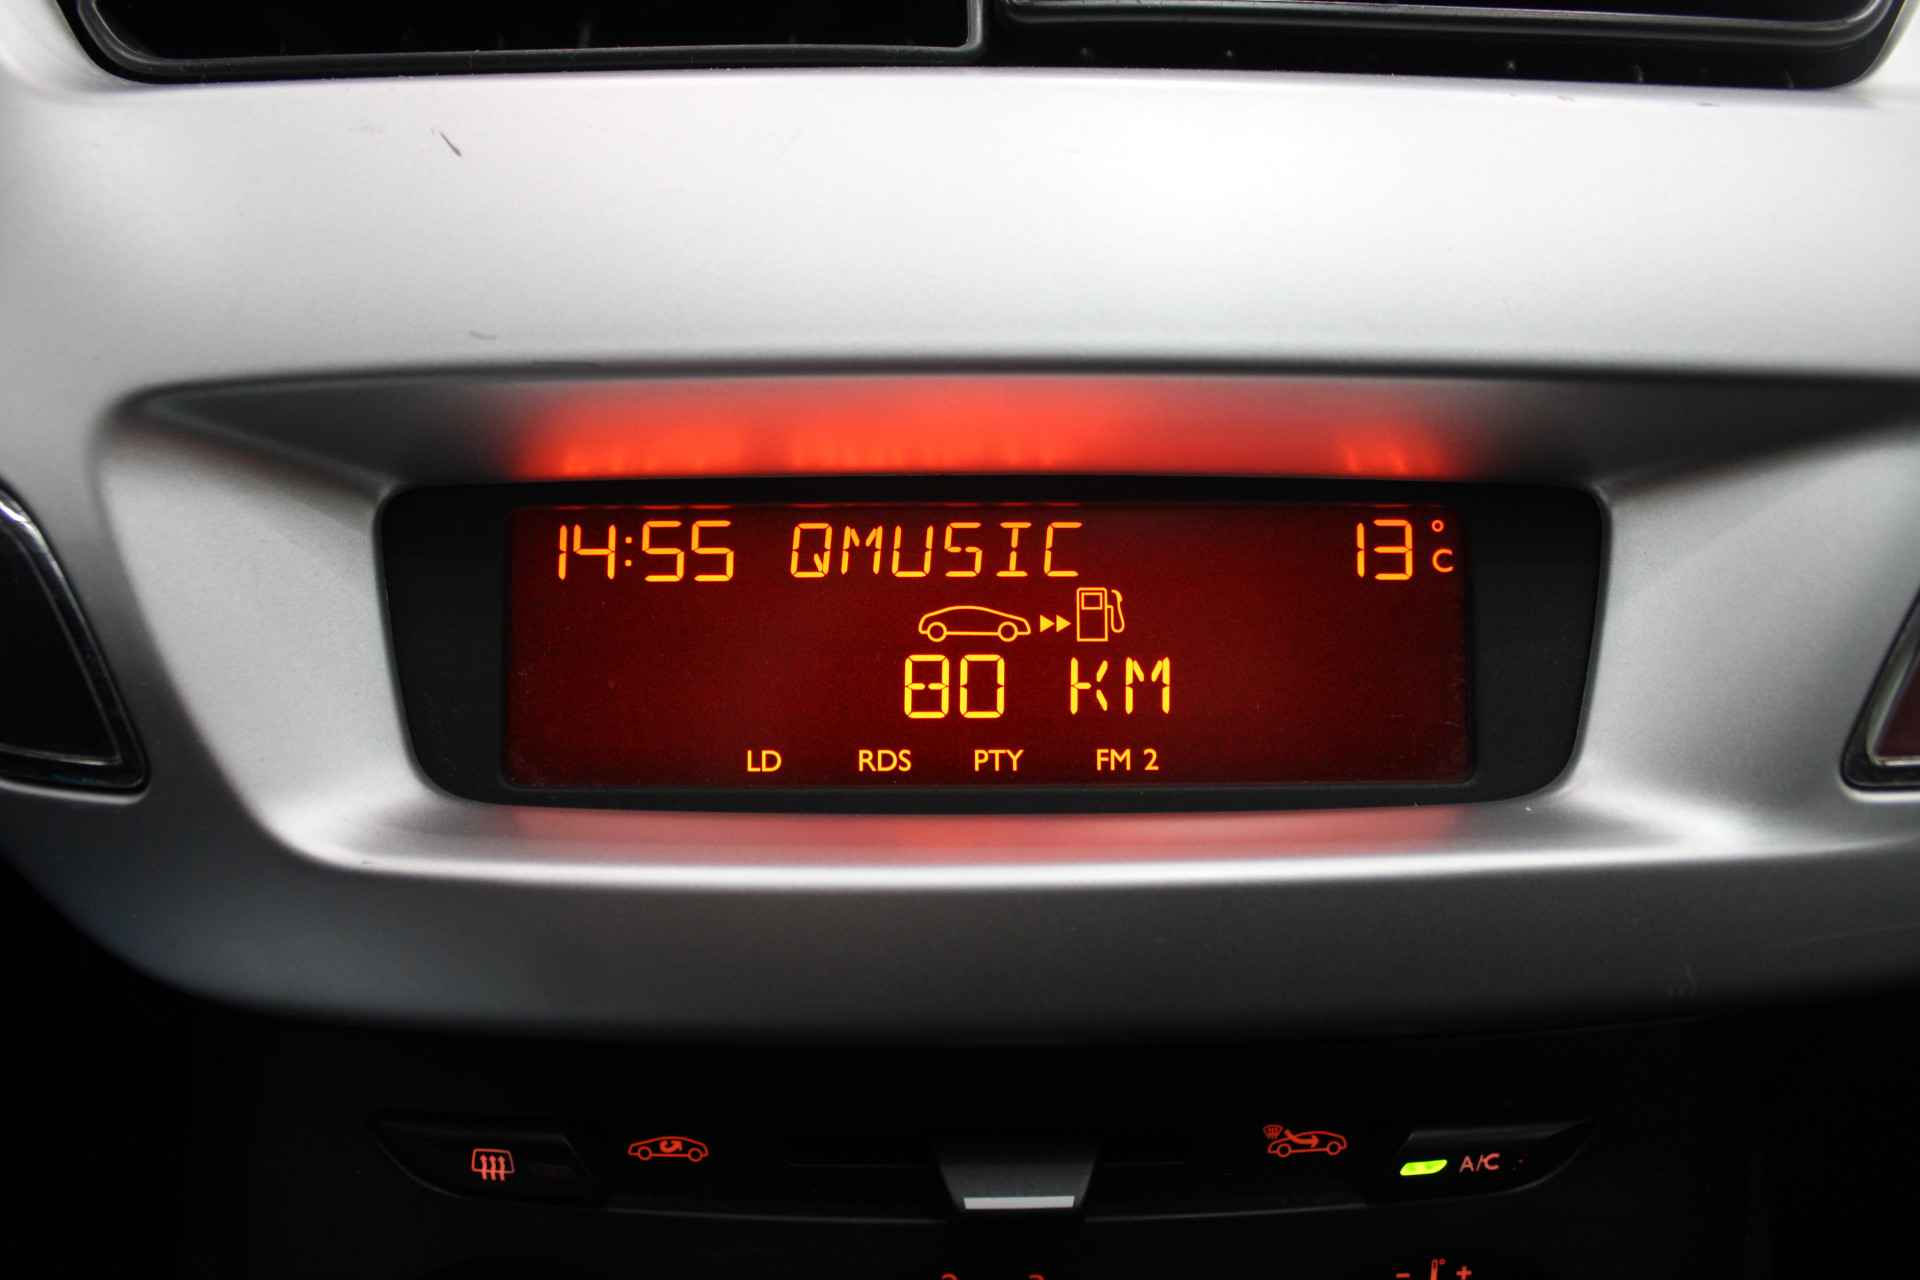 14:55 QMUSIC 13 °C
80 KM
LD RDS PTY FM 2
A/C
- +